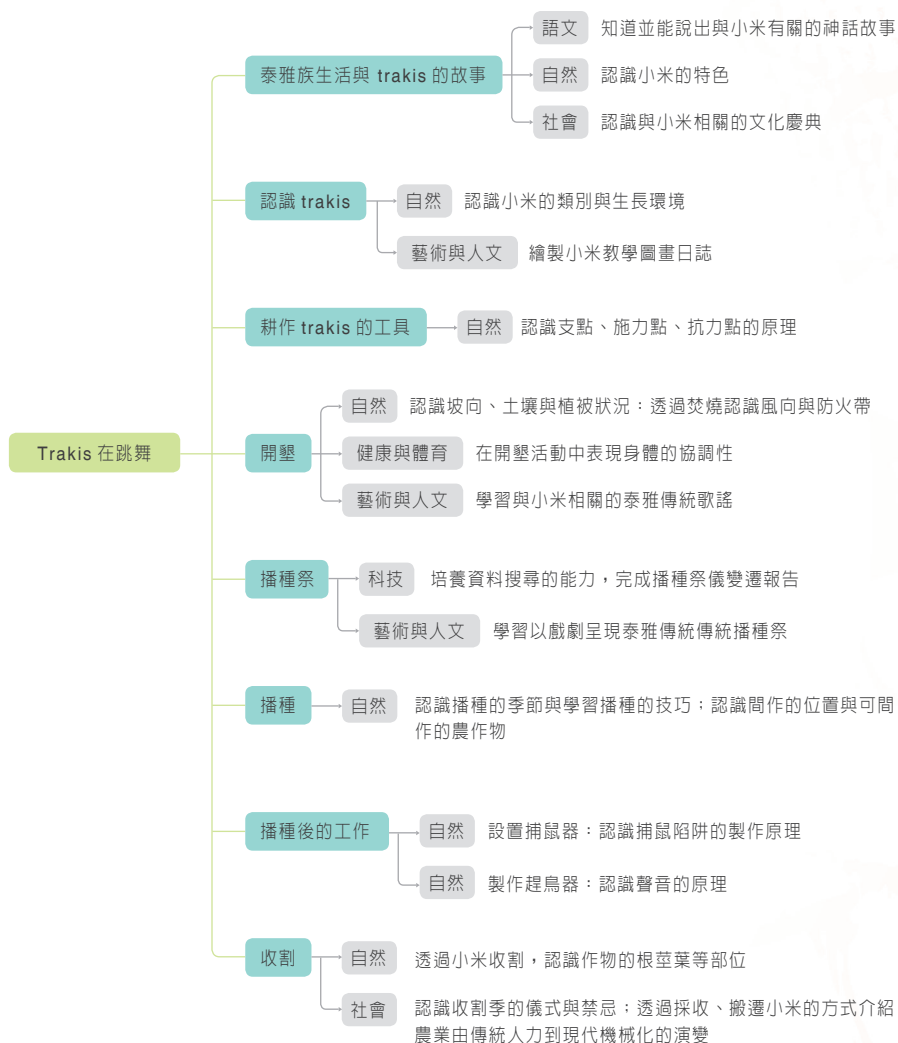 Trakis 在跳舞
泰雅族生活與 trakis 的故事
語文 知道並能說出與小米有關的神話故事
自然 認識小米的特色
社會 認識與小米相關的文化慶典
認識 trakis
自然 認識小米的類別與生長環境
藝術與人文 繪製小米教學圖畫日誌
耕作 trakis 的工具
自然 認識支點、施力點、抗力點的原理
開墾
自然 認識坡向、土壤與植被狀況：透過焚燒認識風向與防火帶
健康與體育 在開墾活動中表現身體的協調性
藝術與人文 學習與小米相關的泰雅傳統歌謠
播種祭
科技 培養資料搜尋的能力，完成播種祭儀變遷報告
藝術與人文 學習以戲劇呈現泰雅傳統傳統播種祭
播種
自然 認識播種的季節與學習播種的技巧；認識間作的位置與可間
作的農作物
播種後的工作
自然 設置捕鼠器：認識捕鼠陷阱的製作原理
自然 製作趕鳥器：認識聲音的原理
收割
自然 透過小米收割，認識作物的根莖葉等部位
社會 認識收割季的儀式與禁忌；透過採收、搬遷小米的方式介紹
農業由傳統人力到現代機械化的演變